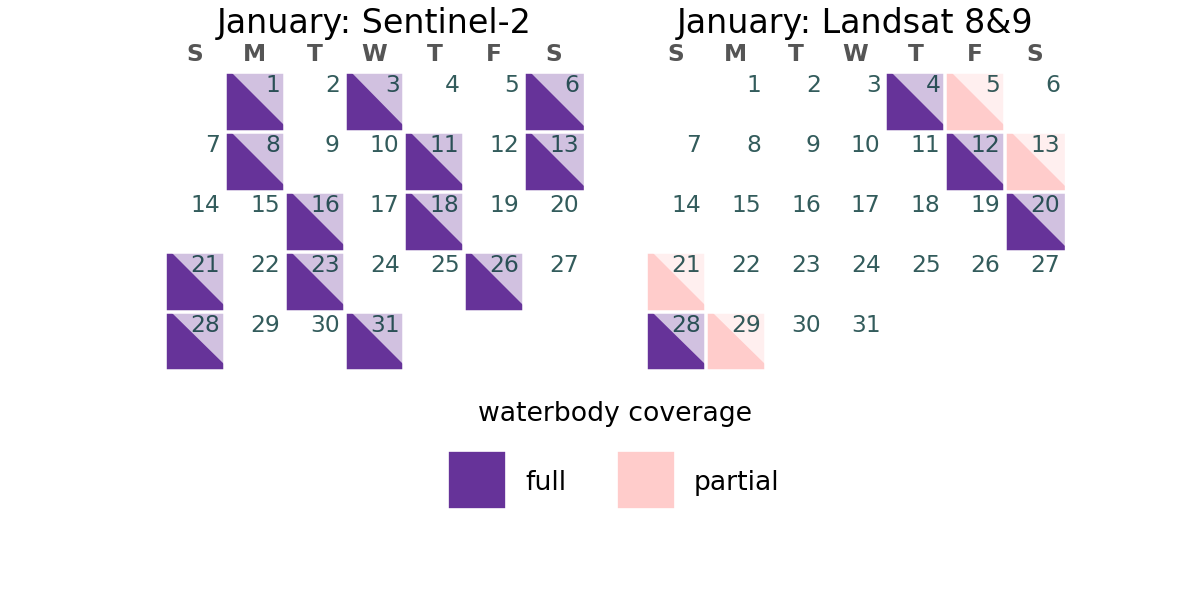 January: Sentinel-2
S M T W T F S
1 2 3 4 5 6
7 8 9 10 11 12 13
14 15 16 17 18 19 20
21 22 23 24 25 26 27
28 29 30 31
January: Landsat 8&9
S M T W T F S
1 2 3 4 5 6
7 8 9 10 11 12 13
14 15 16 17 18 19 20
21 22 23 24 25 26 27
28 29 30 31
waterbody coverage
full partial